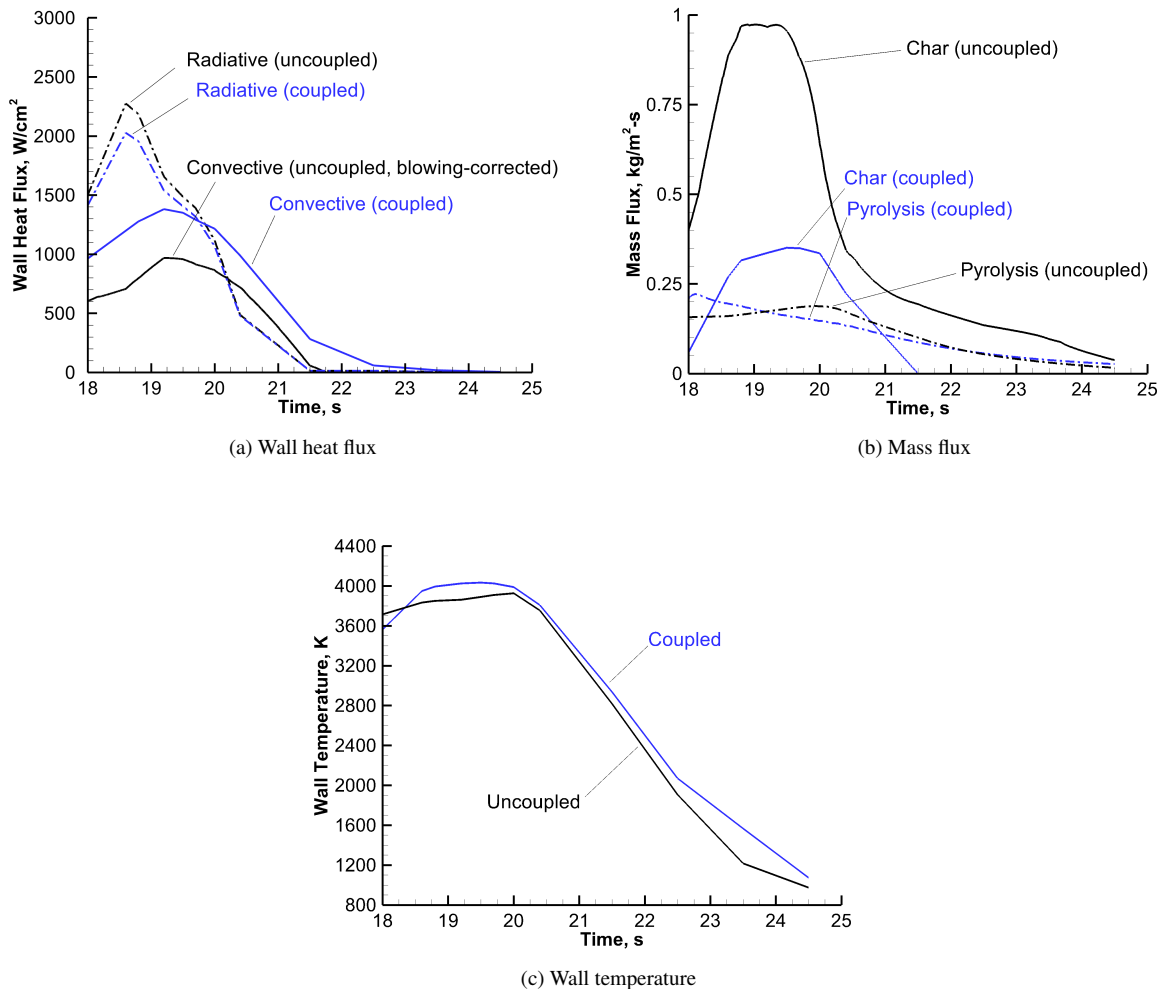 3000
2500
2000
1500
1000
500
0
Wall Heat Flux, W/cm²
Radiative (uncoupled)
Radiative (coupled)
Convective (uncoupled, blowing-corrected)
Convective (coupled)
18 19 20 21 22 23 24 25
Time, s
(a) Wall heat flux
1
0.75
0.5
0.25
0
Mass Flux, kg/m²-s
Char (uncoupled)
Char (coupled)
Pyrolysis (coupled)
Pyrolysis (uncoupled)
18 19 20 21 22 23 24 25
Time, s
(b) Mass flux
4400
4000
3600
3200
2800
2400
2000
1600
1200
800
Wall Temperature, K
Coupled
Uncoupled
18 19 20 21 22 23 24 25
Time, s
(c) Wall temperature